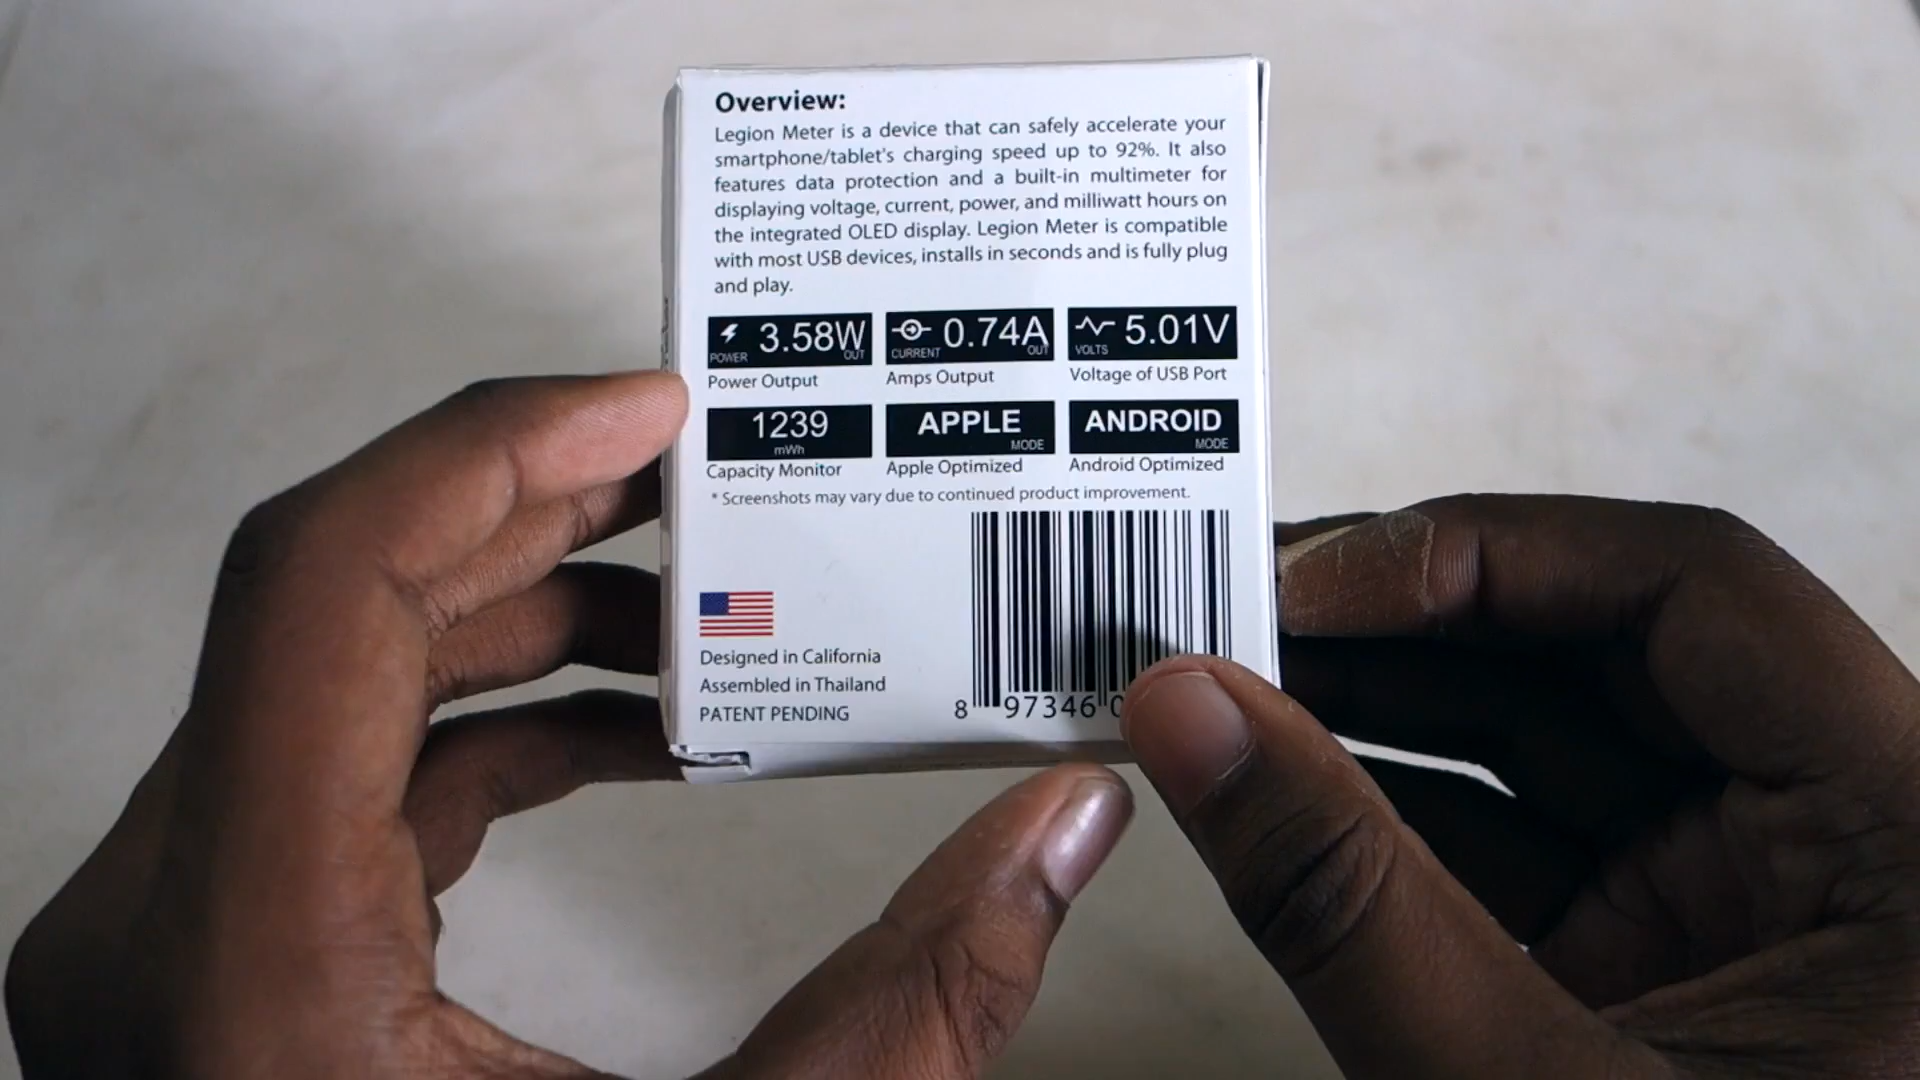 Overview:
Legion Meter is a device that can safely accelerate your
smartphone/tablet's charging speed up to 92%. It also
features data protection and a built-in multimeter for
displaying voltage, current, power, and milliwatt hours on
the integrated OLED display. Legion Meter is compatible
with most USB devices, installs in seconds and is fully plug
and play.
POWER 3.58W OUT
CURRENT 0.74A OUT
VOLTS 5.01V
Power Output
Amps Output
Voltage of USB Port
1239 mWh
APPLE MODE
ANDROID MODE
Capacity Monitor
Apple Optimized
Android Optimized
* Screenshots may vary due to continued product improvement.
Designed in California
Assembled in Thailand
PATENT PENDING
8 97346 0